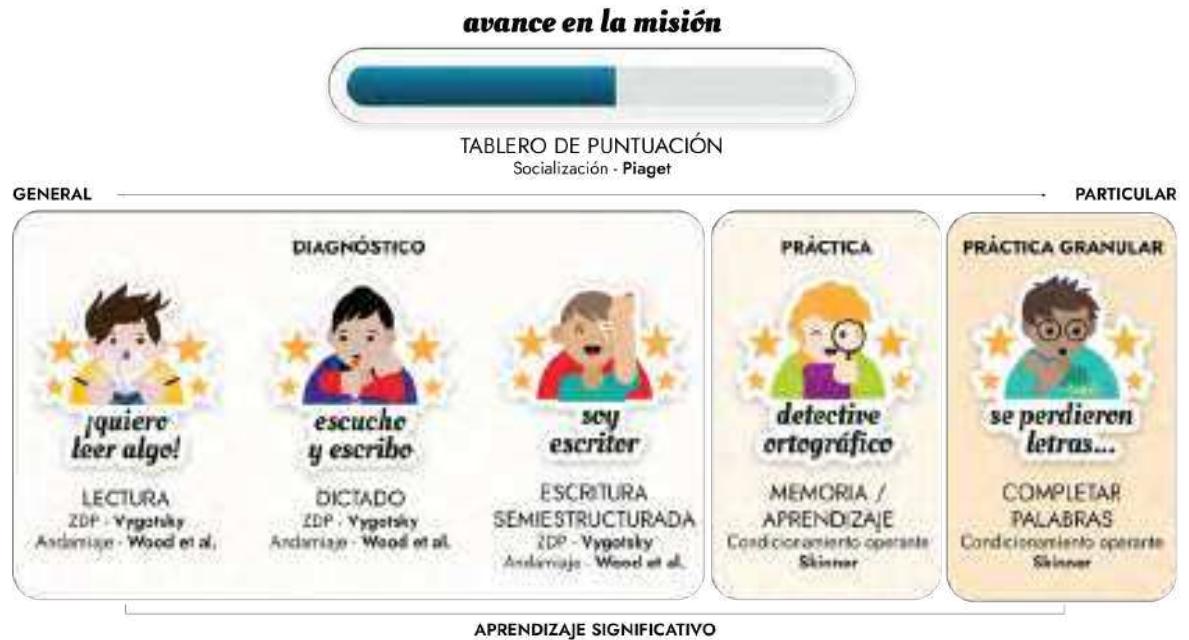 avance en la misión
TABLERO DE PUNTUACIÓN
Socialización - Piaget
GENERAL
PARTICULAR
DIAGNÓSTICO
¡quiero
leer algo!
LECTURA
ZDP - Vygotsky
Andamiaje - Wood et al.
escucho
y escribo
DICTADO
ZDP - Vygotsky
Andamiaje - Wood et al.
soy
escritor
ESCRITURA
SEMIESTRUCTURADA
ZDP - Vygotsky
Andamiaje - Wood et al.
PRÁCTICA
detective
ortográfico
MEMORIA /
APRENDIZAJE
Condicionamiento operante
Skinner
PRÁCTICA GRANULAR
se perdieron
letras...
COMPLETAR
PALABRAS
Condicionamiento operante
Skinner
APRENDIZAJE SIGNIFICATIVO